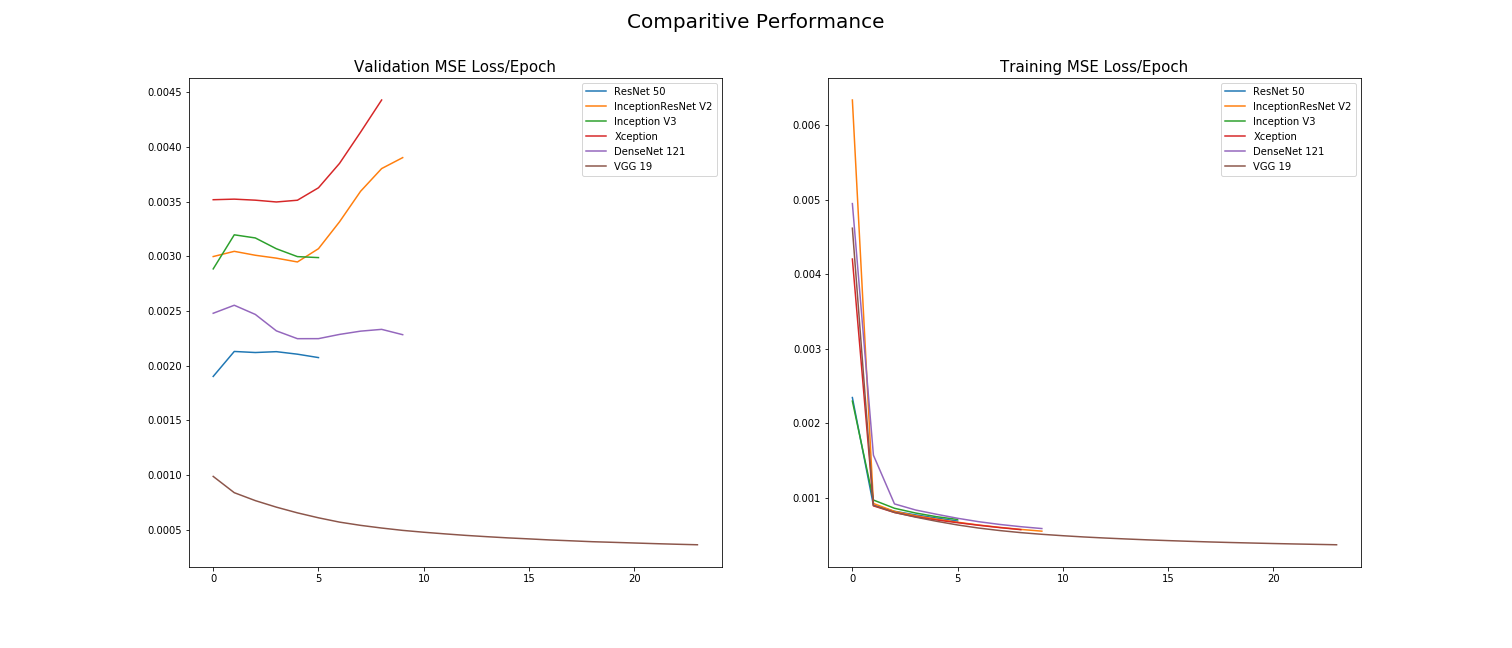 Comparitive Performance
Validation MSE Loss/Epoch
0.0045
0.0040
0.0035
0.0030
0.0025
0.0020
0.0015
0.0010
0.0005
0 5 10 15 20
ResNet 50
InceptionResNet V2
Inception V3
Xception
DenseNet 121
VGG 19
Training MSE Loss/Epoch
0.006
0.005
0.004
0.003
0.002
0.001
0 5 10 15 20
ResNet 50
InceptionResNet V2
Inception V3
Xception
DenseNet 121
VGG 19